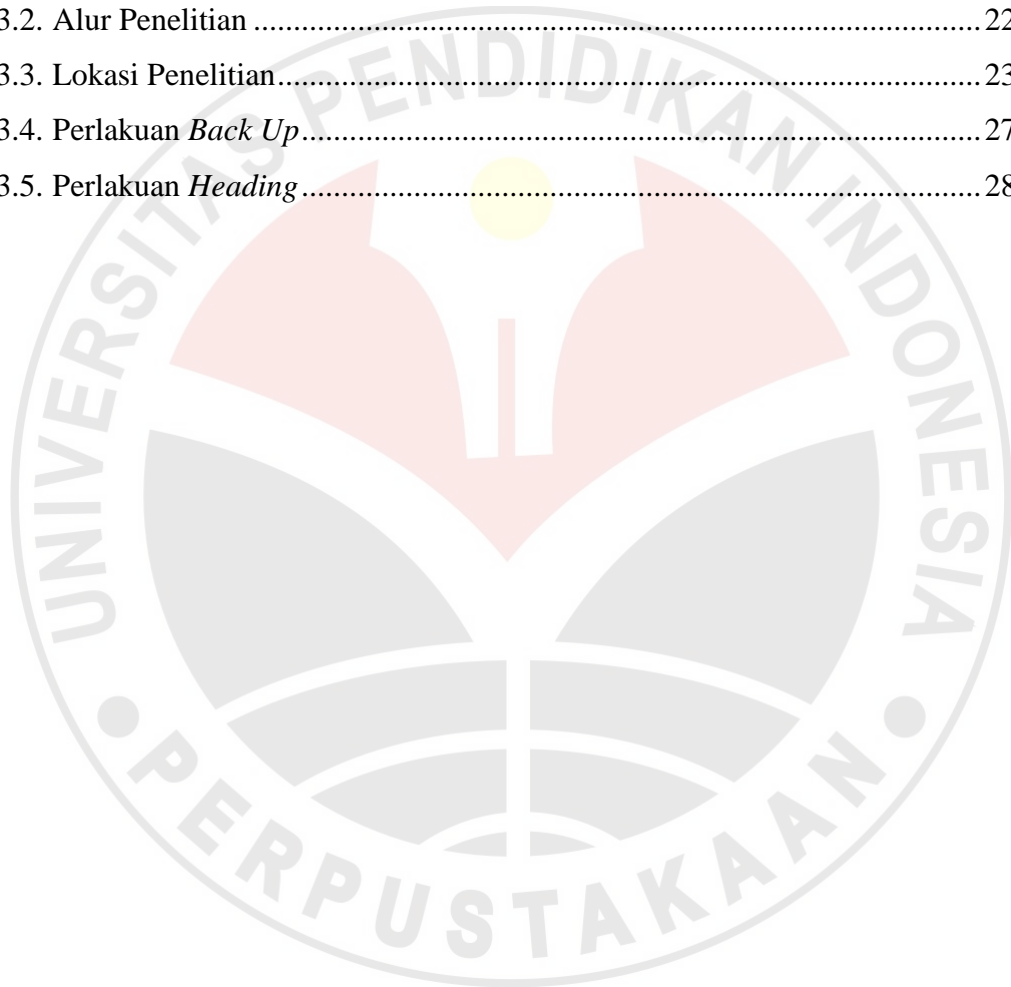 3.2. Alur Penelitian ........................................................................................... 22
3.3. Lokasi Penelitian ........................................................................................ 23
3.4. Perlakuan Back Up ..................................................................................... 27
3.5. Perlakuan Heading ..................................................................................... 28
UNIVERSITAS PENDIDIKAN INDONESIA
PERPUSTAKAAN